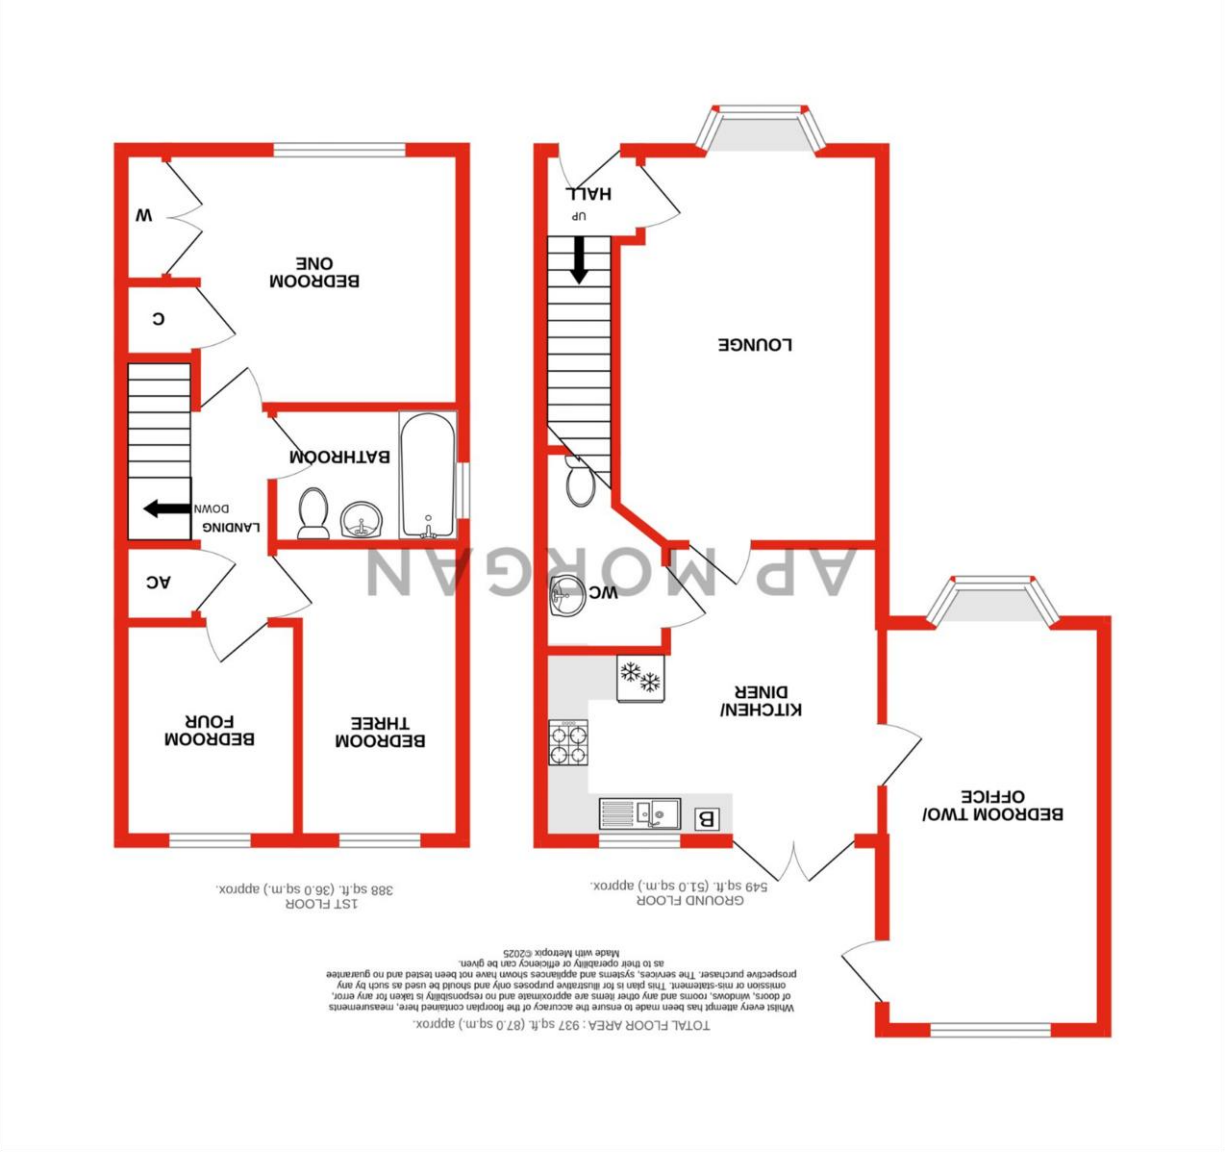 TOTAL FLOOR AREA : 937 sq.ft. (87.0 sq.m.) approx.
Whilst every attempt has been made to ensure the accuracy of the floorplan contained here, measurements
of doors, windows, rooms and any other items are approximate and no responsibility is taken for any error,
omission or mis-statement. This plan is for illustrative purposes only and should be used as such by any
prospective purchaser. The services, systems and appliances shown have not been tested and no guarantee
as to their operability or efficiency can be given.
Made with Metropix ©2025
GROUND FLOOR
549 sq.ft. (51.0 sq.m.) approx.
1ST FLOOR
388 sq.ft. (36.0 sq.m.) approx.
BEDROOM TWO/
OFFICE
B
KITCHEN/
DINER
WC
LOUNGE
UP
HALL
BEDROOM
THREE
BEDROOM
FOUR
AC
LANDING
DOWN
BATHROOM
C
BEDROOM
ONE
W
AP MORGAN